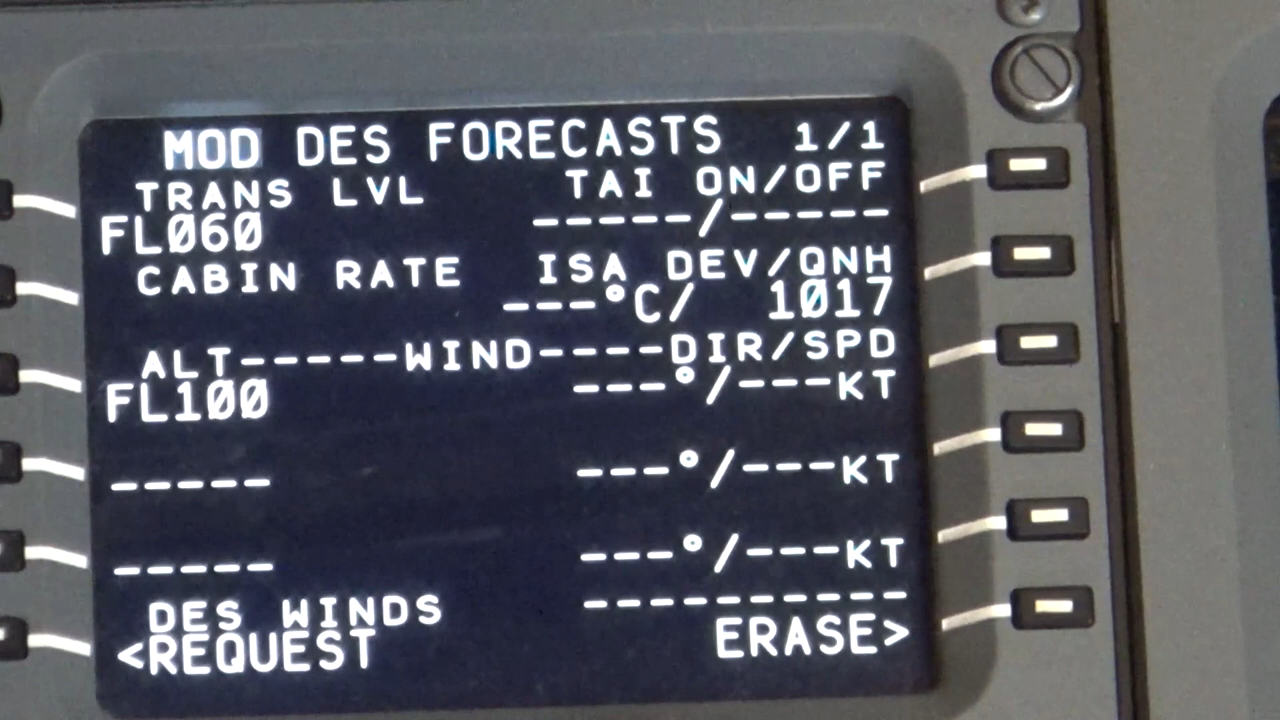 MOD DES FORECASTS 1/1
TRANS LVL TAI ON/OFF
FL060 -----/-----
CABIN RATE ISA DEV/QNH
---°C/ 1017
ALT-----WIND----DIR/SPD
FL100 ---°/---KT
----- ---°/---KT
----- ---°/---KT
DES WINDS ----------
<REQUEST ERASE>